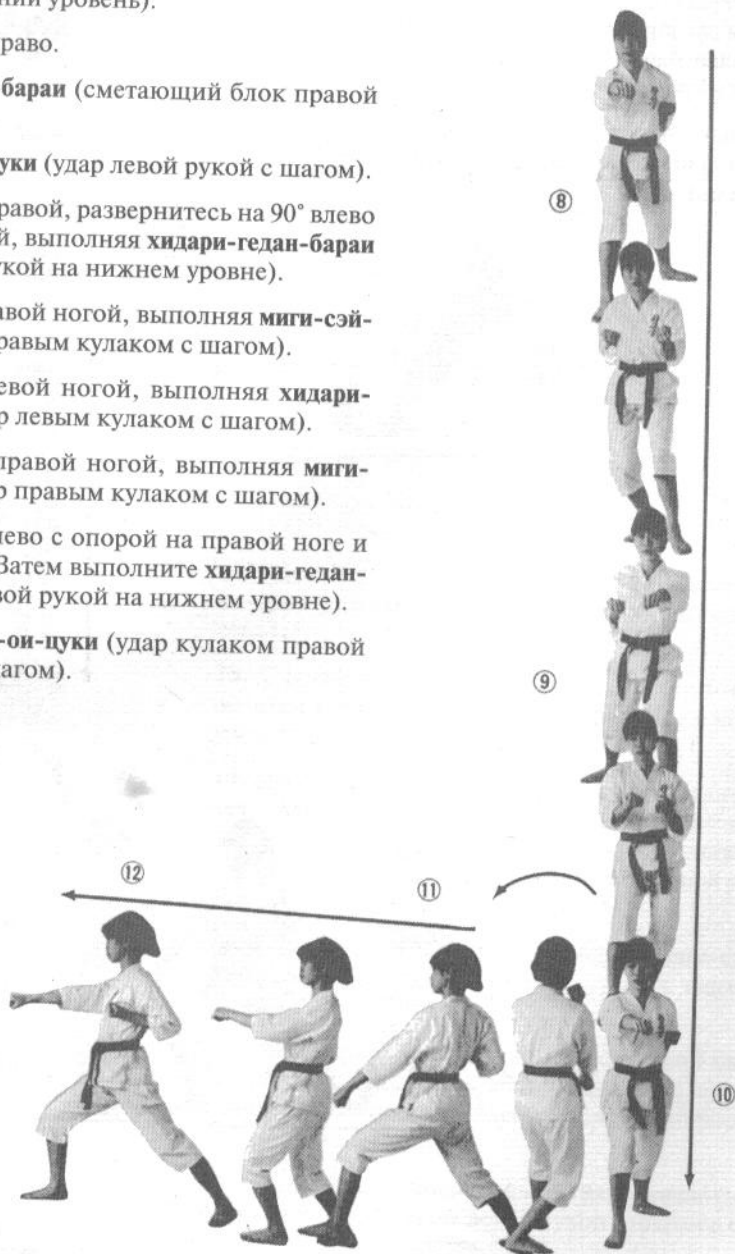 ний уровень).
раво.
бараи (сметающий блок правой
уки (удар левой рукой с шагом).
равой, развернитесь на 90° влево
й, выполняя хидари-гедан-бараи
укой на нижнем уровне).
авой ногой, выполняя миги-сэй-
равым кулаком с шагом).
евой ногой, выполняя хидари-
р левым кулаком с шагом).
правой ногой, выполняя миги-
р правым кулаком с шагом).
лево с опорой на правой ноге и
Затем выполните хидари-гедан-
вой рукой на нижнем уровне).
-ои-цуки (удар кулаком правой
шагом).
⑧
⑨
⑫
⑪
⑩